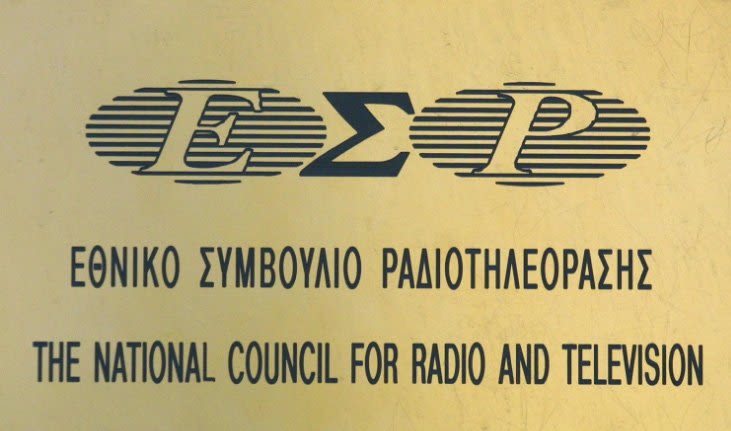 ΕΣΡ
ΕΘΝΙΚΟ ΣΥΜΒΟΥΛΙΟ ΡΑΔΙΟΤΗΛΕΟΡΑΣΗΣ
THE NATIONAL COUNCIL FOR RADIO AND TELEVISION